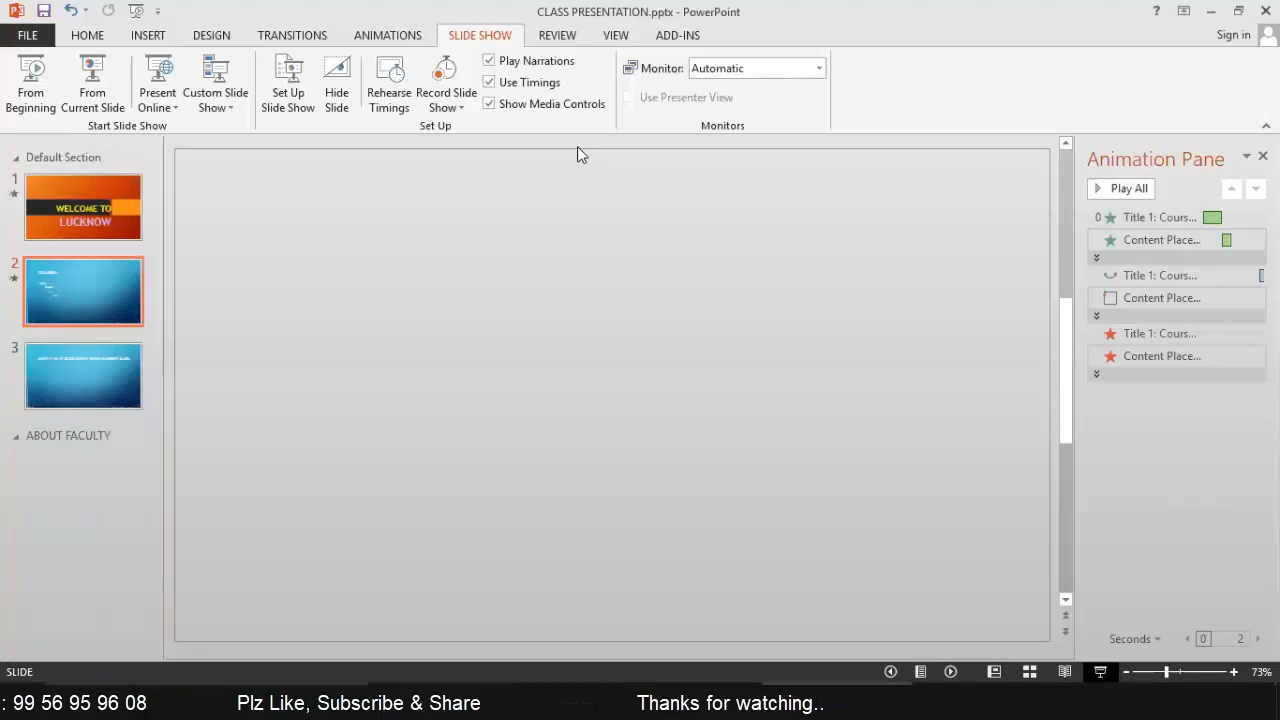 CLASS PRESENTATION.pptx - PowerPoint
Sign in
FILE HOME INSERT DESIGN TRANSITIONS ANIMATIONS SLIDE SHOW REVIEW VIEW ADD-INS
From Beginning
From Current Slide
Present Online
Custom Slide Show
Start Slide Show
Set Up Slide Show
Hide Slide
Rehearse Timings
Record Slide Show
Play Narrations
Use Timings
Show Media Controls
Set Up
Monitor: Automatic
Use Presenter View
Monitors
Default Section
1
WELCOME TO
LUCKNOW
2
3
ABOUT FACULTY
Animation Pane
Play All
0 Title 1: Cours...
Content Place...
Title 1: Cours...
Content Place...
Title 1: Cours...
Content Place...
Seconds 0 2
SLIDE
73%
: 99 56 95 96 08 Plz Like, Subscribe & Share Thanks for watching..